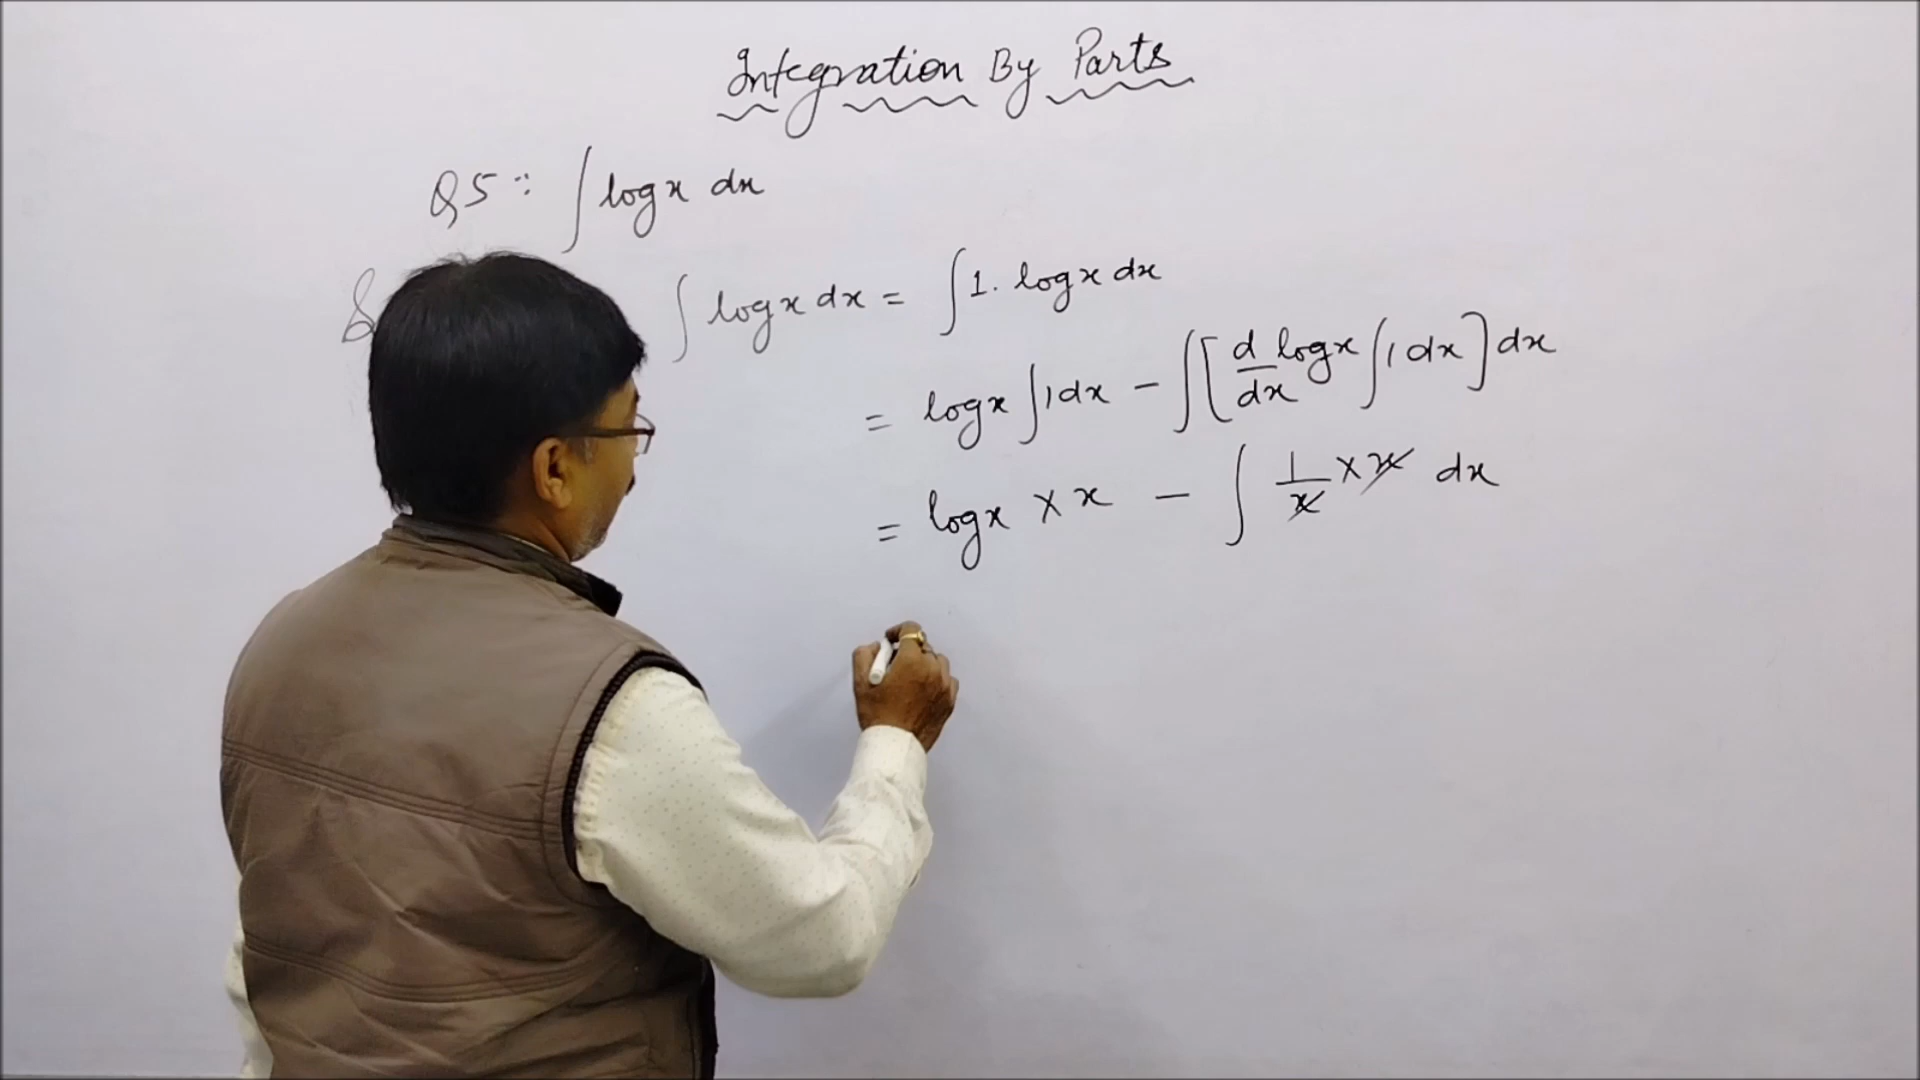 Integration By Parts
Q5:: ∫ log x dx
∫ log x dx = ∫ 1. log x dx
= log x ∫ 1 dx - ∫ [ d/dx log x ∫ 1 dx ] dx
= log x × x - ∫ 1/x × x dx